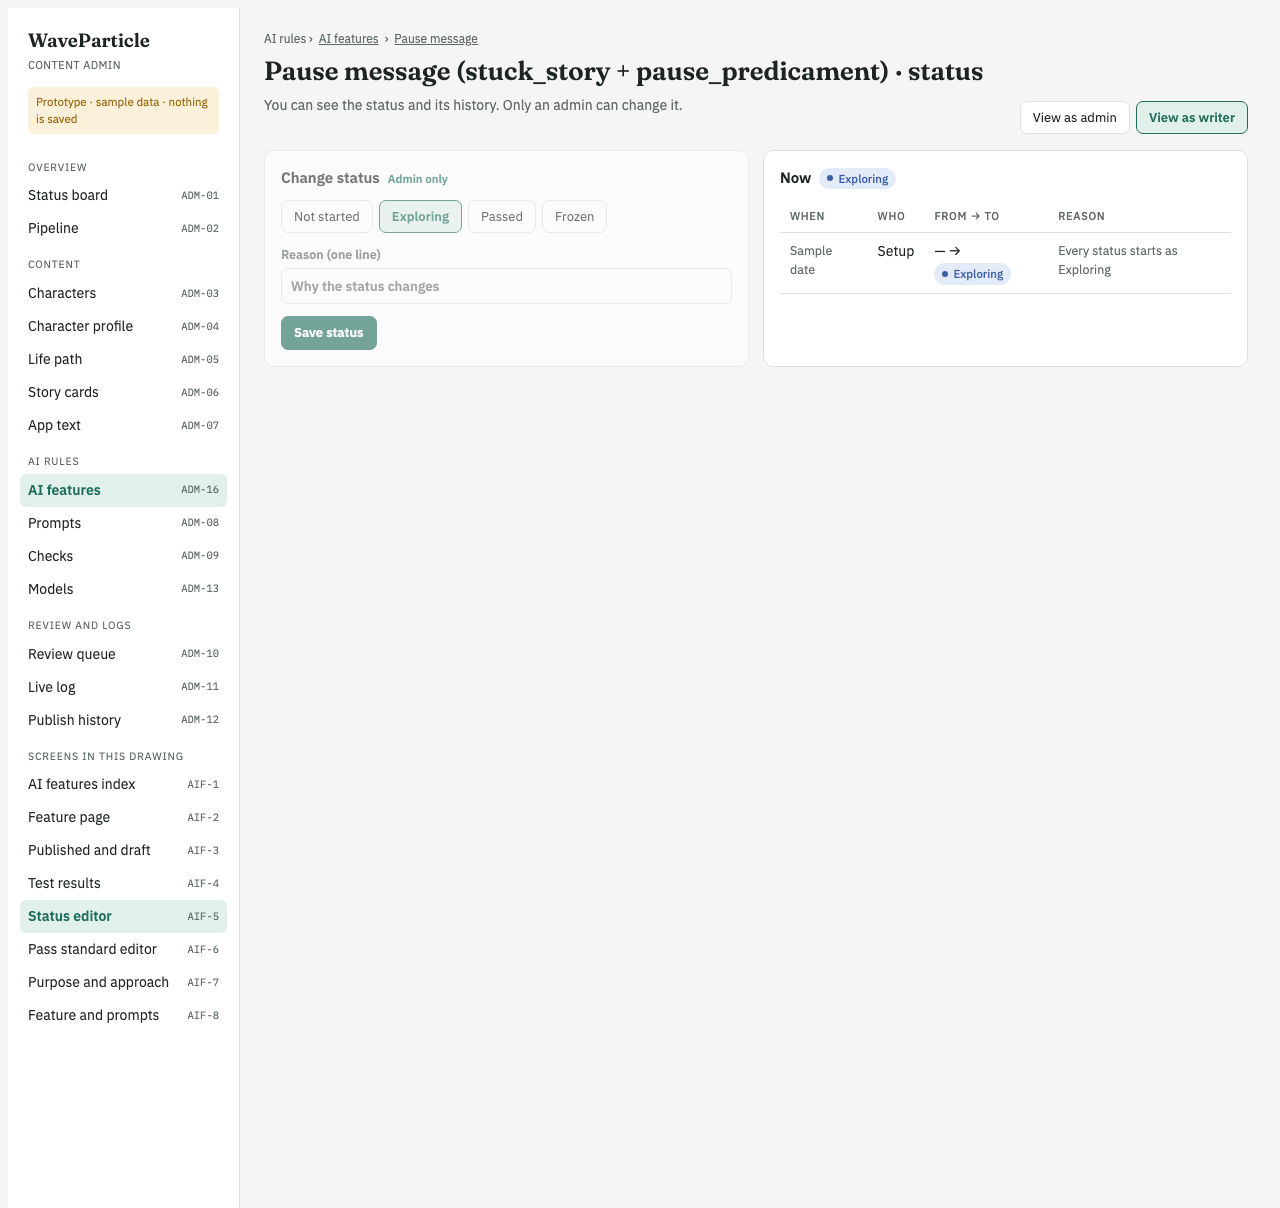 WaveParticle
CONTENT ADMIN
Prototype · sample data · nothing
is saved
OVERVIEW
Status board ADM-01
Pipeline ADM-02
CONTENT
Characters ADM-03
Character profile ADM-04
Life path ADM-05
Story cards ADM-06
App text ADM-07
AI RULES
AI features ADM-16
Prompts ADM-08
Checks ADM-09
Models ADM-13
REVIEW AND LOGS
Review queue ADM-10
Live log ADM-11
Publish history ADM-12
SCREENS IN THIS DRAWING
AI features index AIF-1
Feature page AIF-2
Published and draft AIF-3
Test results AIF-4
Status editor AIF-5
Pass standard editor AIF-6
Purpose and approach AIF-7
Feature and prompts AIF-8
AI rules › AI features › Pause message
Pause message (stuck_story + pause_predicament) · status
You can see the status and its history. Only an admin can change it.
View as admin View as writer
Change status Admin only
Not started Exploring Passed Frozen
Reason (one line)
Why the status changes
Save status
Now Exploring
WHEN WHO FROM → TO REASON
Sample date Setup — → Exploring Every status starts as Exploring